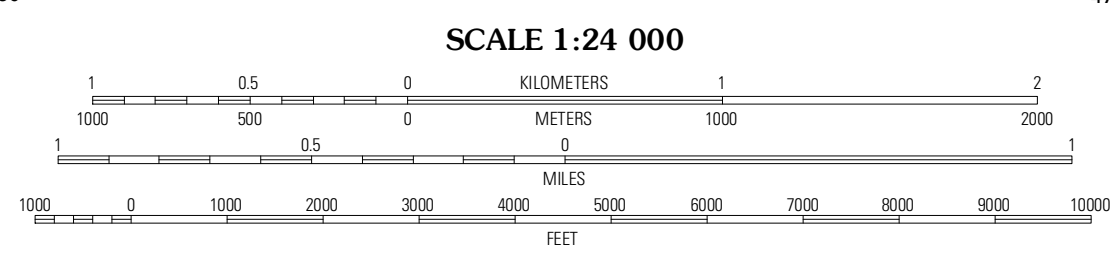 SCALE 1:24 000
1 0.5 0 KILOMETERS 1 2
1000 500 0 METERS 1000 2000
1 0.5 0 1
MILES
1000 0 1000 2000 3000 4000 5000 6000 7000 8000 9000 10000
FEET